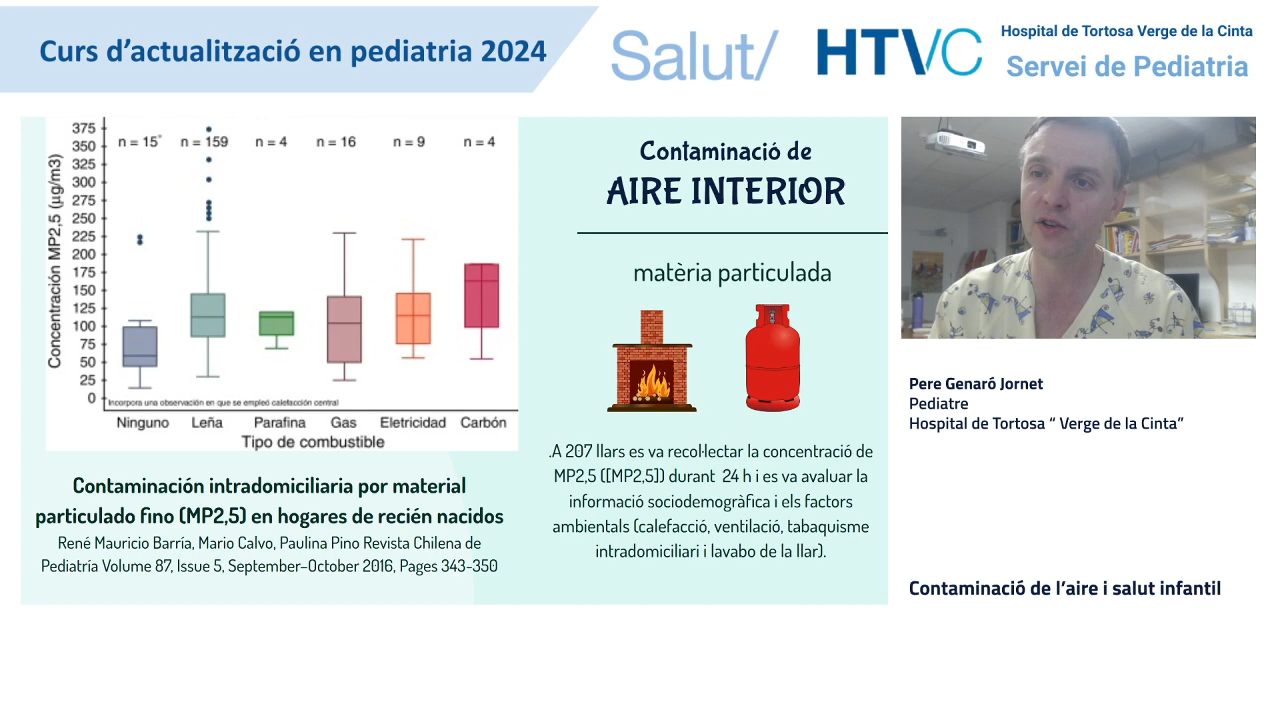 Curs d'actualització en pediatria 2024
Salut/
HTVC
Hospital de Tortosa Verge de la Cinta
Servei de Pediatria
Concentración MP2,5 (µg/m3)
375
350
325
300
275
250
225
200
175
150
125
100
75
50
25
0
n = 15*
n = 159
n = 4
n = 16
n = 9
n = 4
Incorpora una observación en que se empleó calefacción central
Ninguno
Leña
Parafina
Gas
Eletricidad
Carbón
Tipo de combustible
Contaminación intradomiciliaria por material
particulado fino (MP2,5) en hogares de recién nacidos
René Mauricio Barría, Mario Calvo, Paulina Pino Revista Chilena de
Pediatría Volume 87, Issue 5, September–October 2016, Pages 343-350
Contaminació de
AIRE INTERIOR
matèria particulada
.A 207 llars es va recol·lectar la concentració de
MP2,5 ([MP2,5]) durant 24 h i es va avaluar la
informació sociodemogràfica i els factors
ambientals (calefacció, ventilació, tabaquisme
intradomiciliari i lavabo de la llar).
Pere Genaró Jornet
Pediatre
Hospital de Tortosa “ Verge de la Cinta”
Contaminació de l'aire i salut infantil